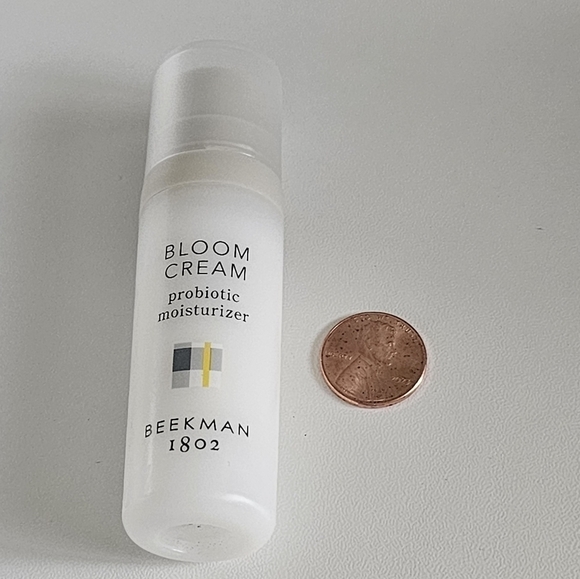 BLOOM
CREAM
probiotic
moisturizer
BEEKMAN
1802